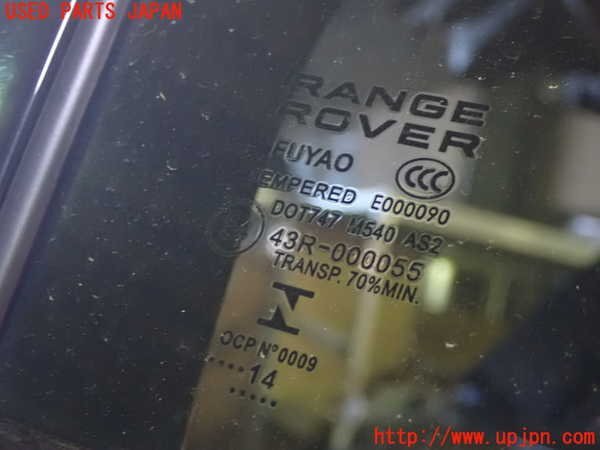 USED PARTS JAPAN
RANGE
ROVER
FUYAO
CCC
TEMPERED E000090
DOT747 M540 AS2
43R-000055
TRANSP. 70%MIN.
OCP N°0009
....14
.....
http://www.upjpn.com/